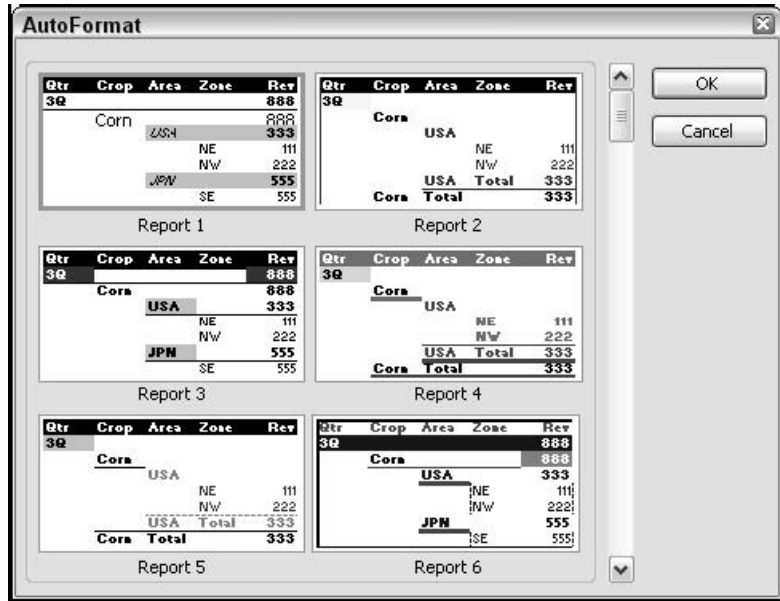 AutoFormat
OK
Cancel
Qtr Crop Area Zone Rev
3Q 888
Corn 888
USA 333
NE 111
NW 222
JPN 555
SE 555
Report 1
Qtr Crop Area Zone Rev
3Q
Corn
USA
NE 111
NW 222
USA Total 333
Corn Total 333
Report 2
Qtr Crop Area Zone Rev
3Q 888
Corn 888
USA 333
NE 111
NW 222
JPN 555
SE 555
Report 3
Qtr Crop Area Zone Rev
3Q
Corn
USA
NE 111
NW 222
USA Total 333
Corn Total 333
Report 4
Qtr Crop Area Zone Rev
3Q
Corn
USA
NE 111
NW 222
USA Total 333
Corn Total 333
Report 5
Qtr Crop Area Zone Rev
3Q 888
Corn 888
USA 333
NE 111
NW 222
JPN 555
SE 555
Report 6